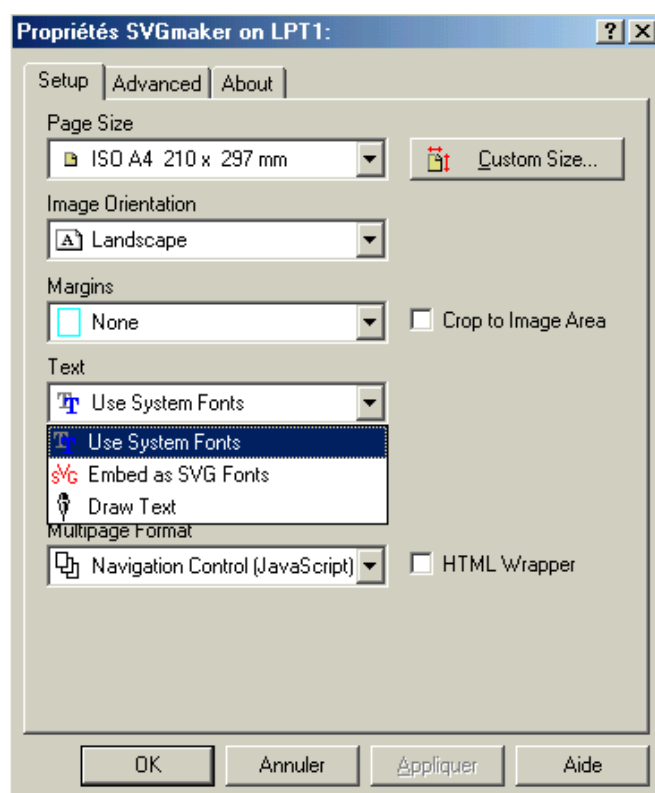 Propriétés SVGmaker on LPT1:
Setup Advanced About
Page Size
ISO A4 210 x 297 mm
Custom Size...
Image Orientation
Landscape
Margins
None
Crop to Image Area
Text
Use System Fonts
Use System Fonts
SVG Embed as SVG Fonts
Draw Text
Multipage Format
Navigation Control (JavaScript)
HTML Wrapper
OK Annuler Appliquer Aide